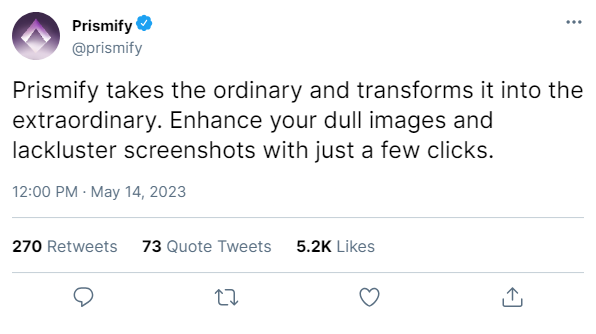 Prismify
@prismify
Prismify takes the ordinary and transforms it into the
extraordinary. Enhance your dull images and
lackluster screenshots with just a few clicks.
12:00 PM · May 14, 2023
270 Retweets 73 Quote Tweets 5.2K Likes